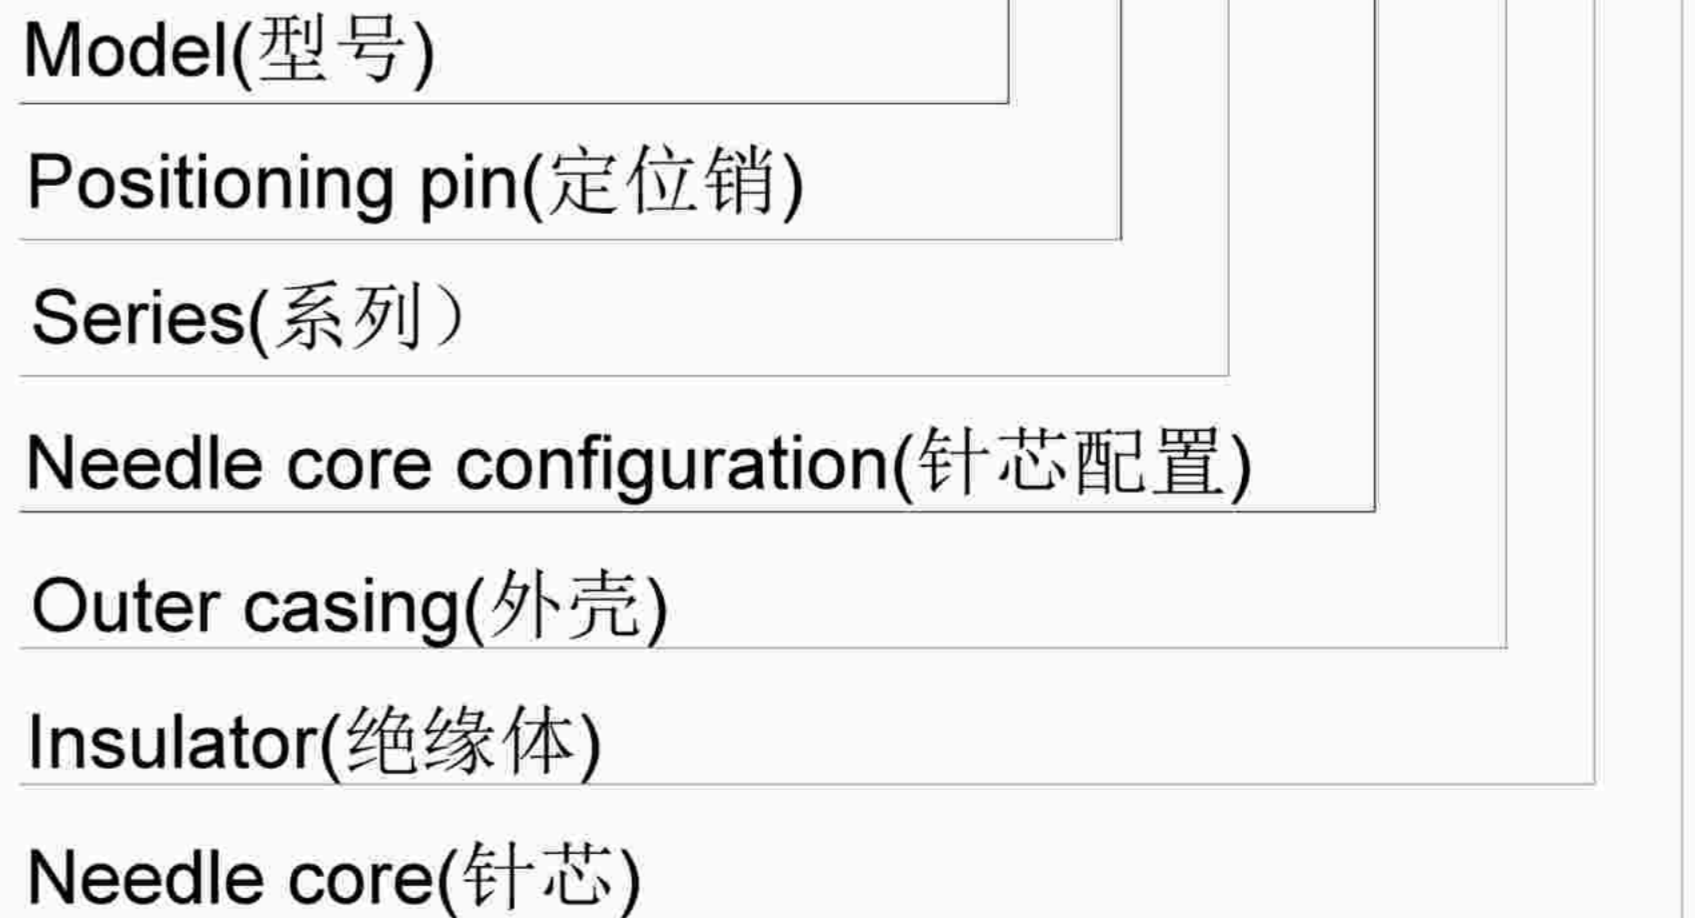 Model(型号)
Positioning pin(定位销)
Series(系列）
Needle core configuration(针芯配置)
Outer casing(外壳)
Insulator(绝缘体)
Needle core(针芯)